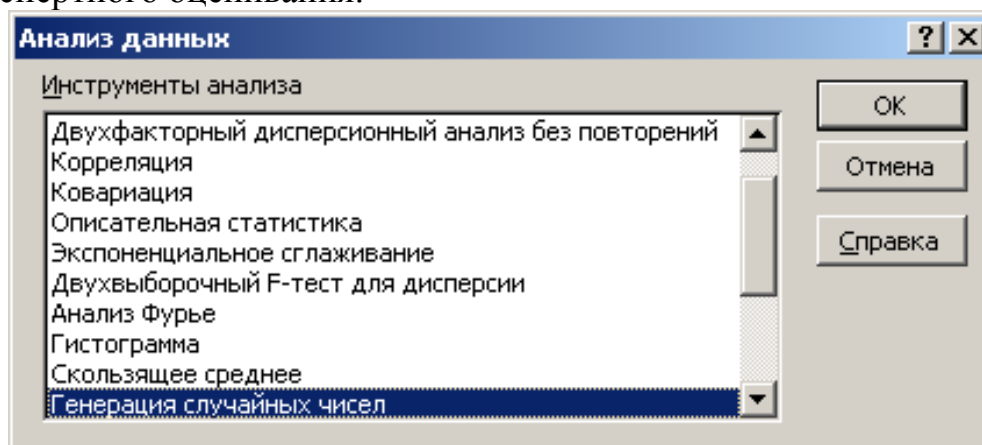 Анализ данных
Инструменты анализа
Двухфакторный дисперсионный анализ без повторений
Корреляция
Ковариация
Описательная статистика
Экспоненциальное сглаживание
Двухвыборочный F-тест для дисперсии
Анализ Фурье
Гистограмма
Скользящее среднее
Генерация случайных чисел
ОК
Отмена
Справка